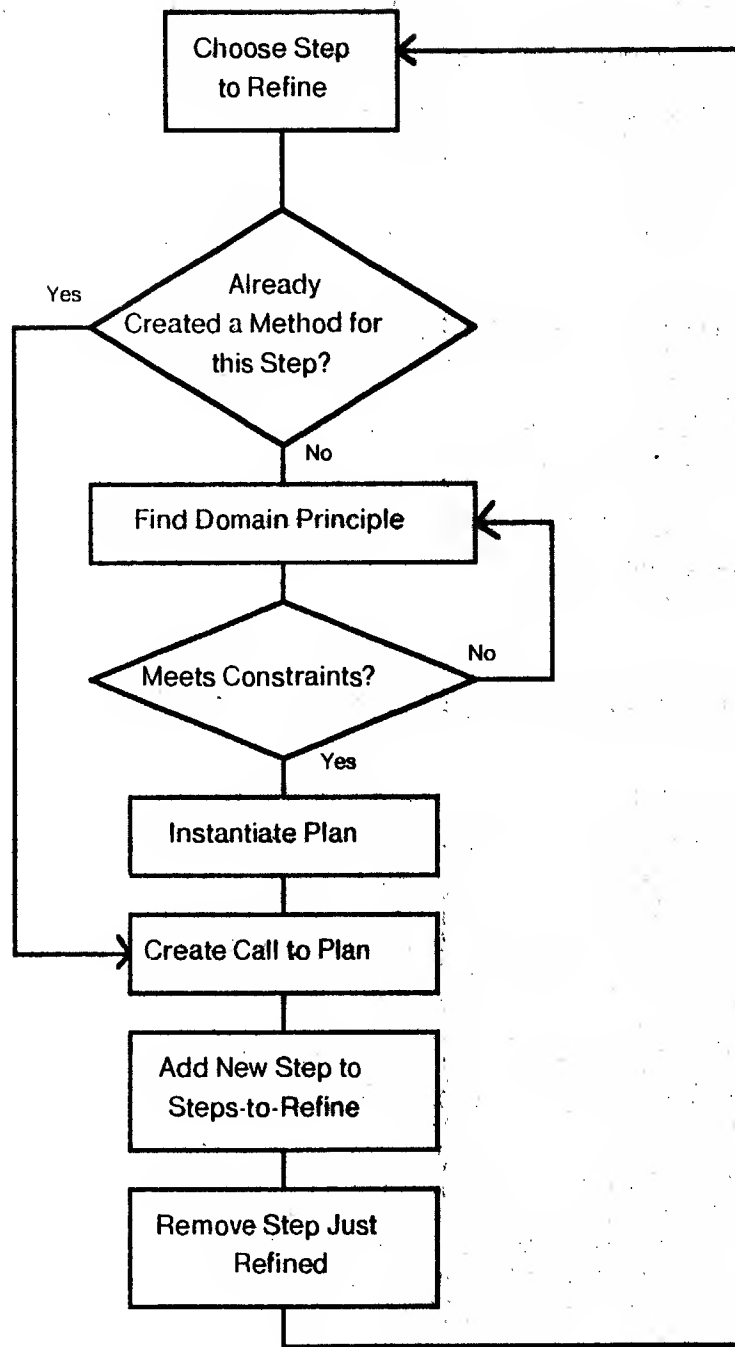 Choose Step
to Refine
Yes
Already
Created a Method for
this Step?
No
Find Domain Principle
No
Meets Constraints?
Yes
Instantiate Plan
Create Call to Plan
Add New Step to
Steps-to-Refine
Remove Step Just
Refined